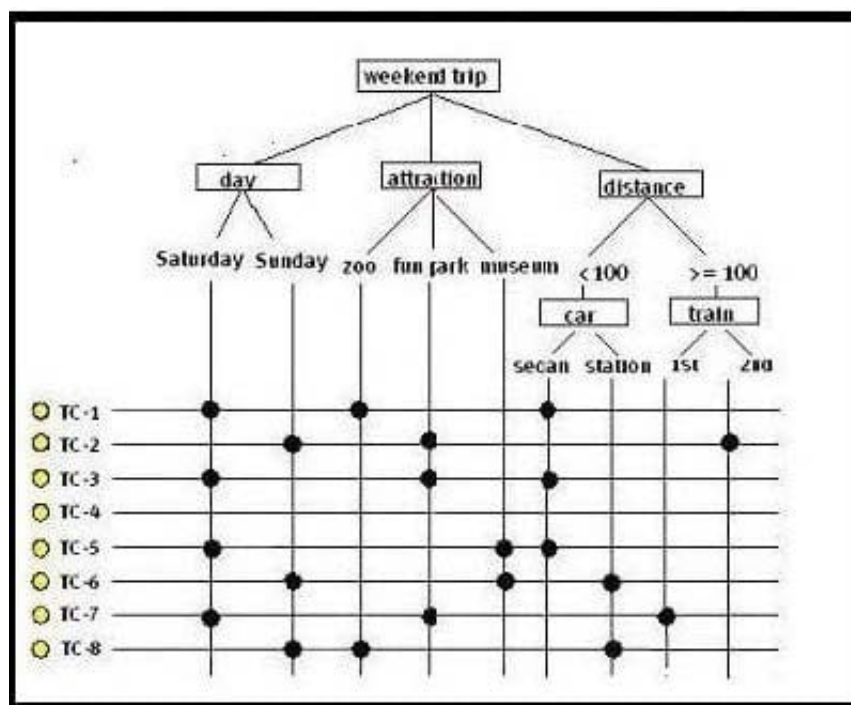 weekend trip
day attraction distance
Saturday Sunday zoo fun park museum <100 >= 100
car train
sedan station 1st 2nd
TC-1
TC-2
TC-3
TC-4
TC-5
TC-6
TC-7
TC-8